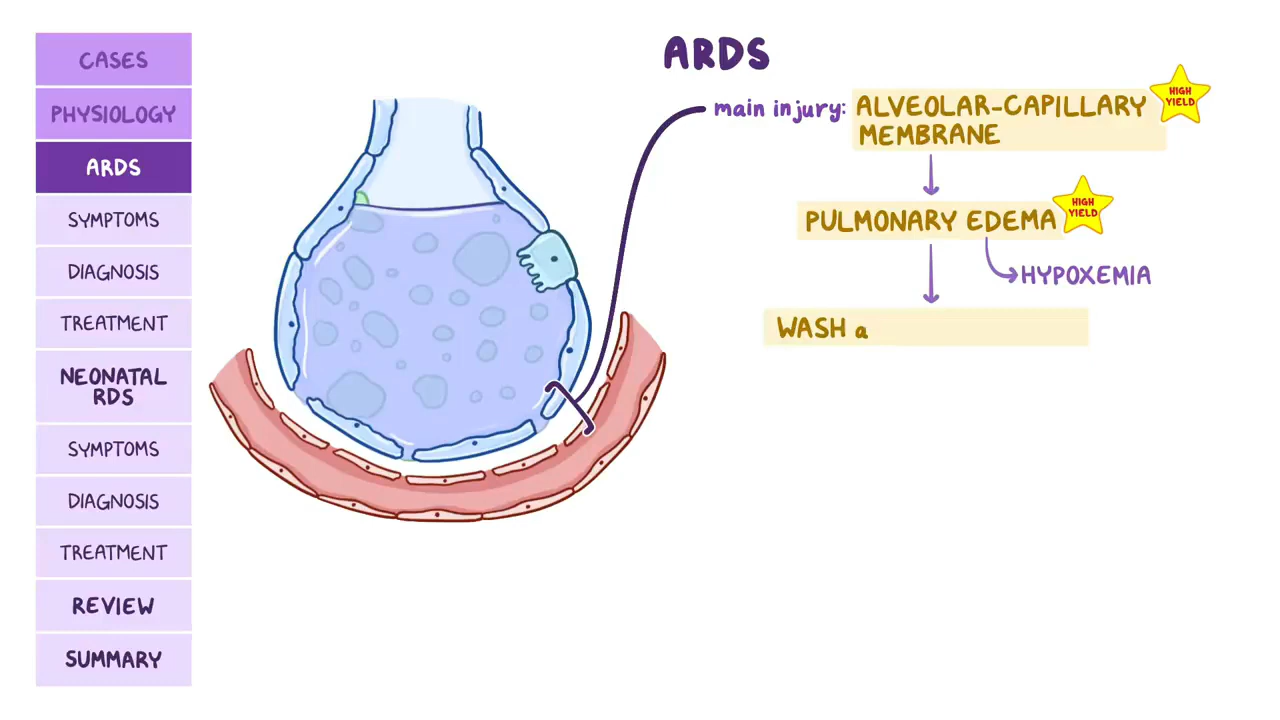 CASES
PHYSIOLOGY
ARDS
SYMPTOMS
DIAGNOSIS
TREATMENT
NEONATAL
RDS
SYMPTOMS
DIAGNOSIS
TREATMENT
REVIEW
SUMMARY
ARDS
main injury: ALVEOLAR-CAPILLARY
MEMBRANE
HIGH
YIELD
PULMONARY EDEMA
HIGH
YIELD
HYPOXEMIA
WASH a